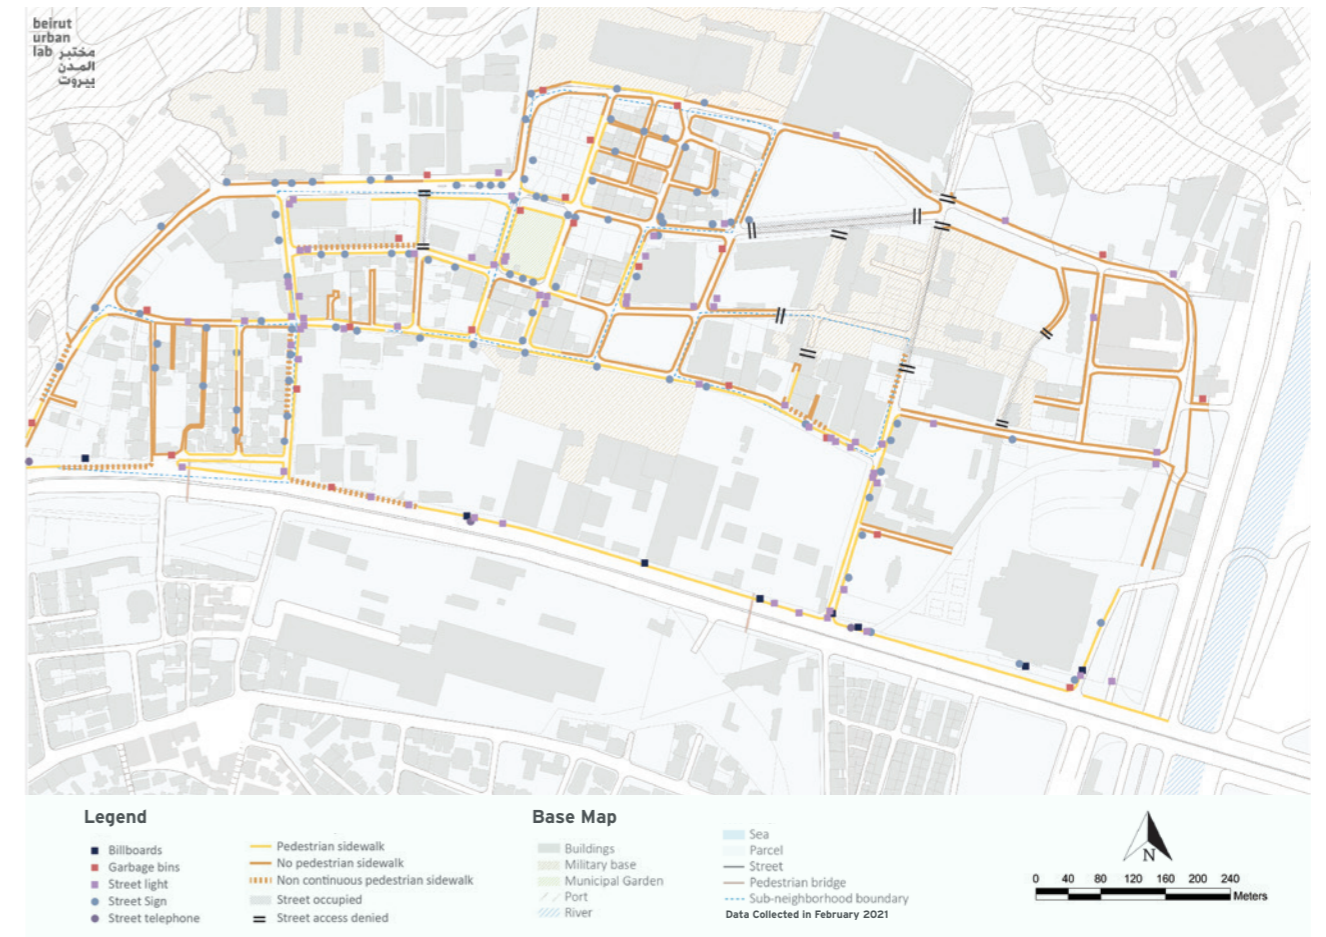 beirut
urban
lab مختبر
المدن
بيروت
Legend
Billboards
Garbage bins
Street light
Street Sign
Street telephone
Pedestrian sidewalk
No pedestrian sidewalk
Non continuous pedestrian sidewalk
Street occupied
Street access denied
Base Map
Buildings
Military base
Municipal Garden
Port
River
Sea
Parcel
Street
Pedestrian bridge
Sub-neighborhood boundary
Data Collected in February 2021
N
0 40 80 120 160 200 240
Meters